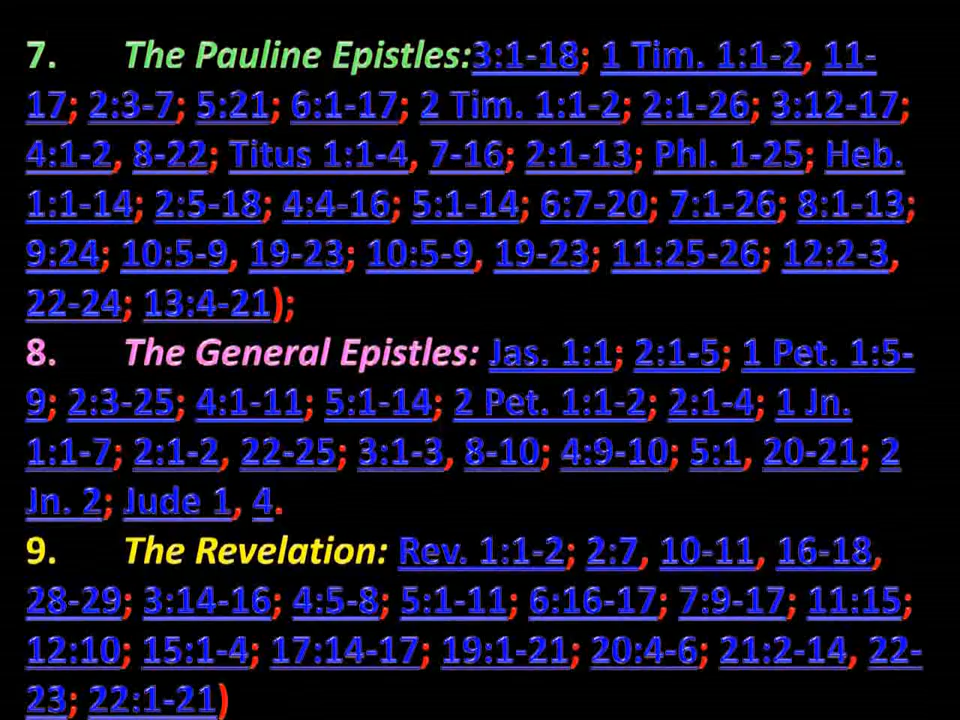 7. The Pauline Epistles:3:1-18; 1 Tim. 1:1-2, 11-
17; 2:3-7; 5:21; 6:1-17; 2 Tim. 1:1-2; 2:1-26; 3:12-17;
4:1-2, 8-22; Titus 1:1-4, 7-16; 2:1-13; Phl. 1-25; Heb.
1:1-14; 2:5-18; 4:4-16; 5:1-14; 6:7-20; 7:1-26; 8:1-13;
9:24; 10:5-9, 19-23; 10:5-9, 19-23; 11:25-26; 12:2-3,
22-24; 13:4-21);
8. The General Epistles: Jas. 1:1; 2:1-5; 1 Pet. 1:5-
9; 2:3-25; 4:1-11; 5:1-14; 2 Pet. 1:1-2; 2:1-4; 1 Jn.
1:1-7; 2:1-2, 22-25; 3:1-3, 8-10; 4:9-10; 5:1, 20-21; 2
Jn. 2; Jude 1, 4.
9. The Revelation: Rev. 1:1-2; 2:7, 10-11, 16-18,
28-29; 3:14-16; 4:5-8; 5:1-11; 6:16-17; 7:9-17; 11:15;
12:10; 15:1-4; 17:14-17; 19:1-21; 20:4-6; 21:2-14, 22-
23; 22:1-21)